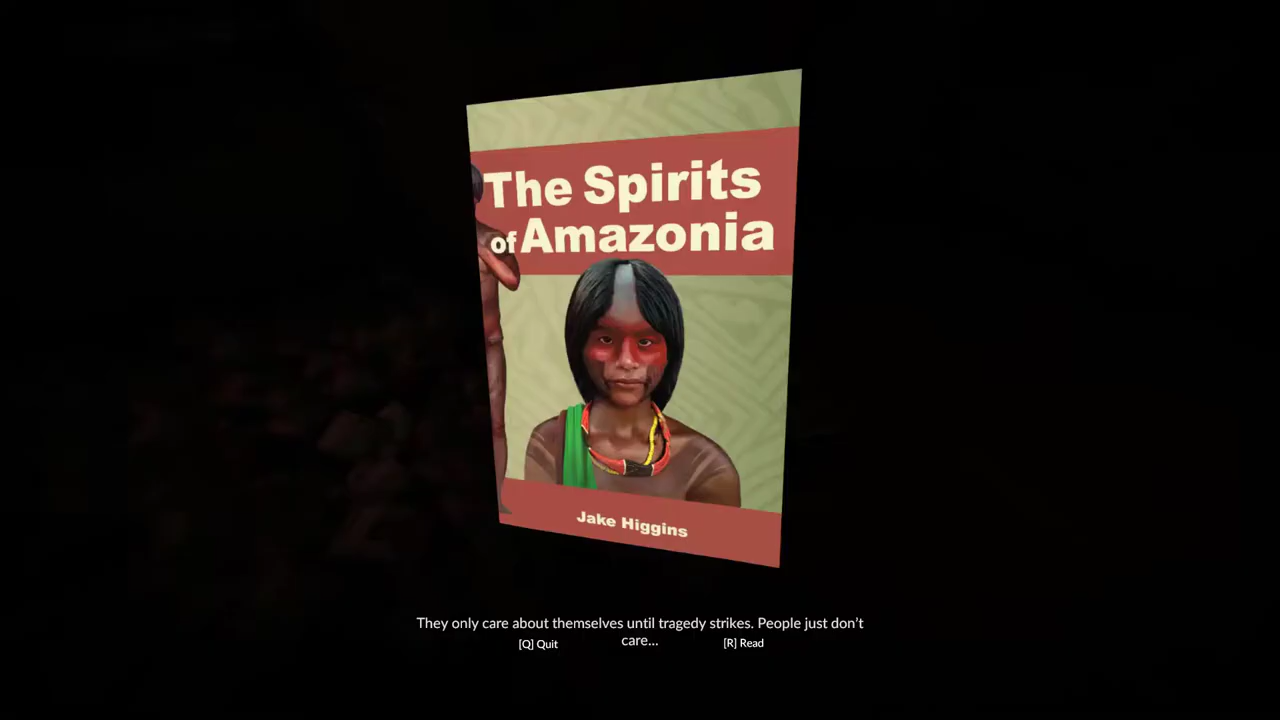 The Spirits
of Amazonia
Jake Higgins
They only care about themselves until tragedy strikes. People just don’t
care...
[Q] Quit
[R] Read